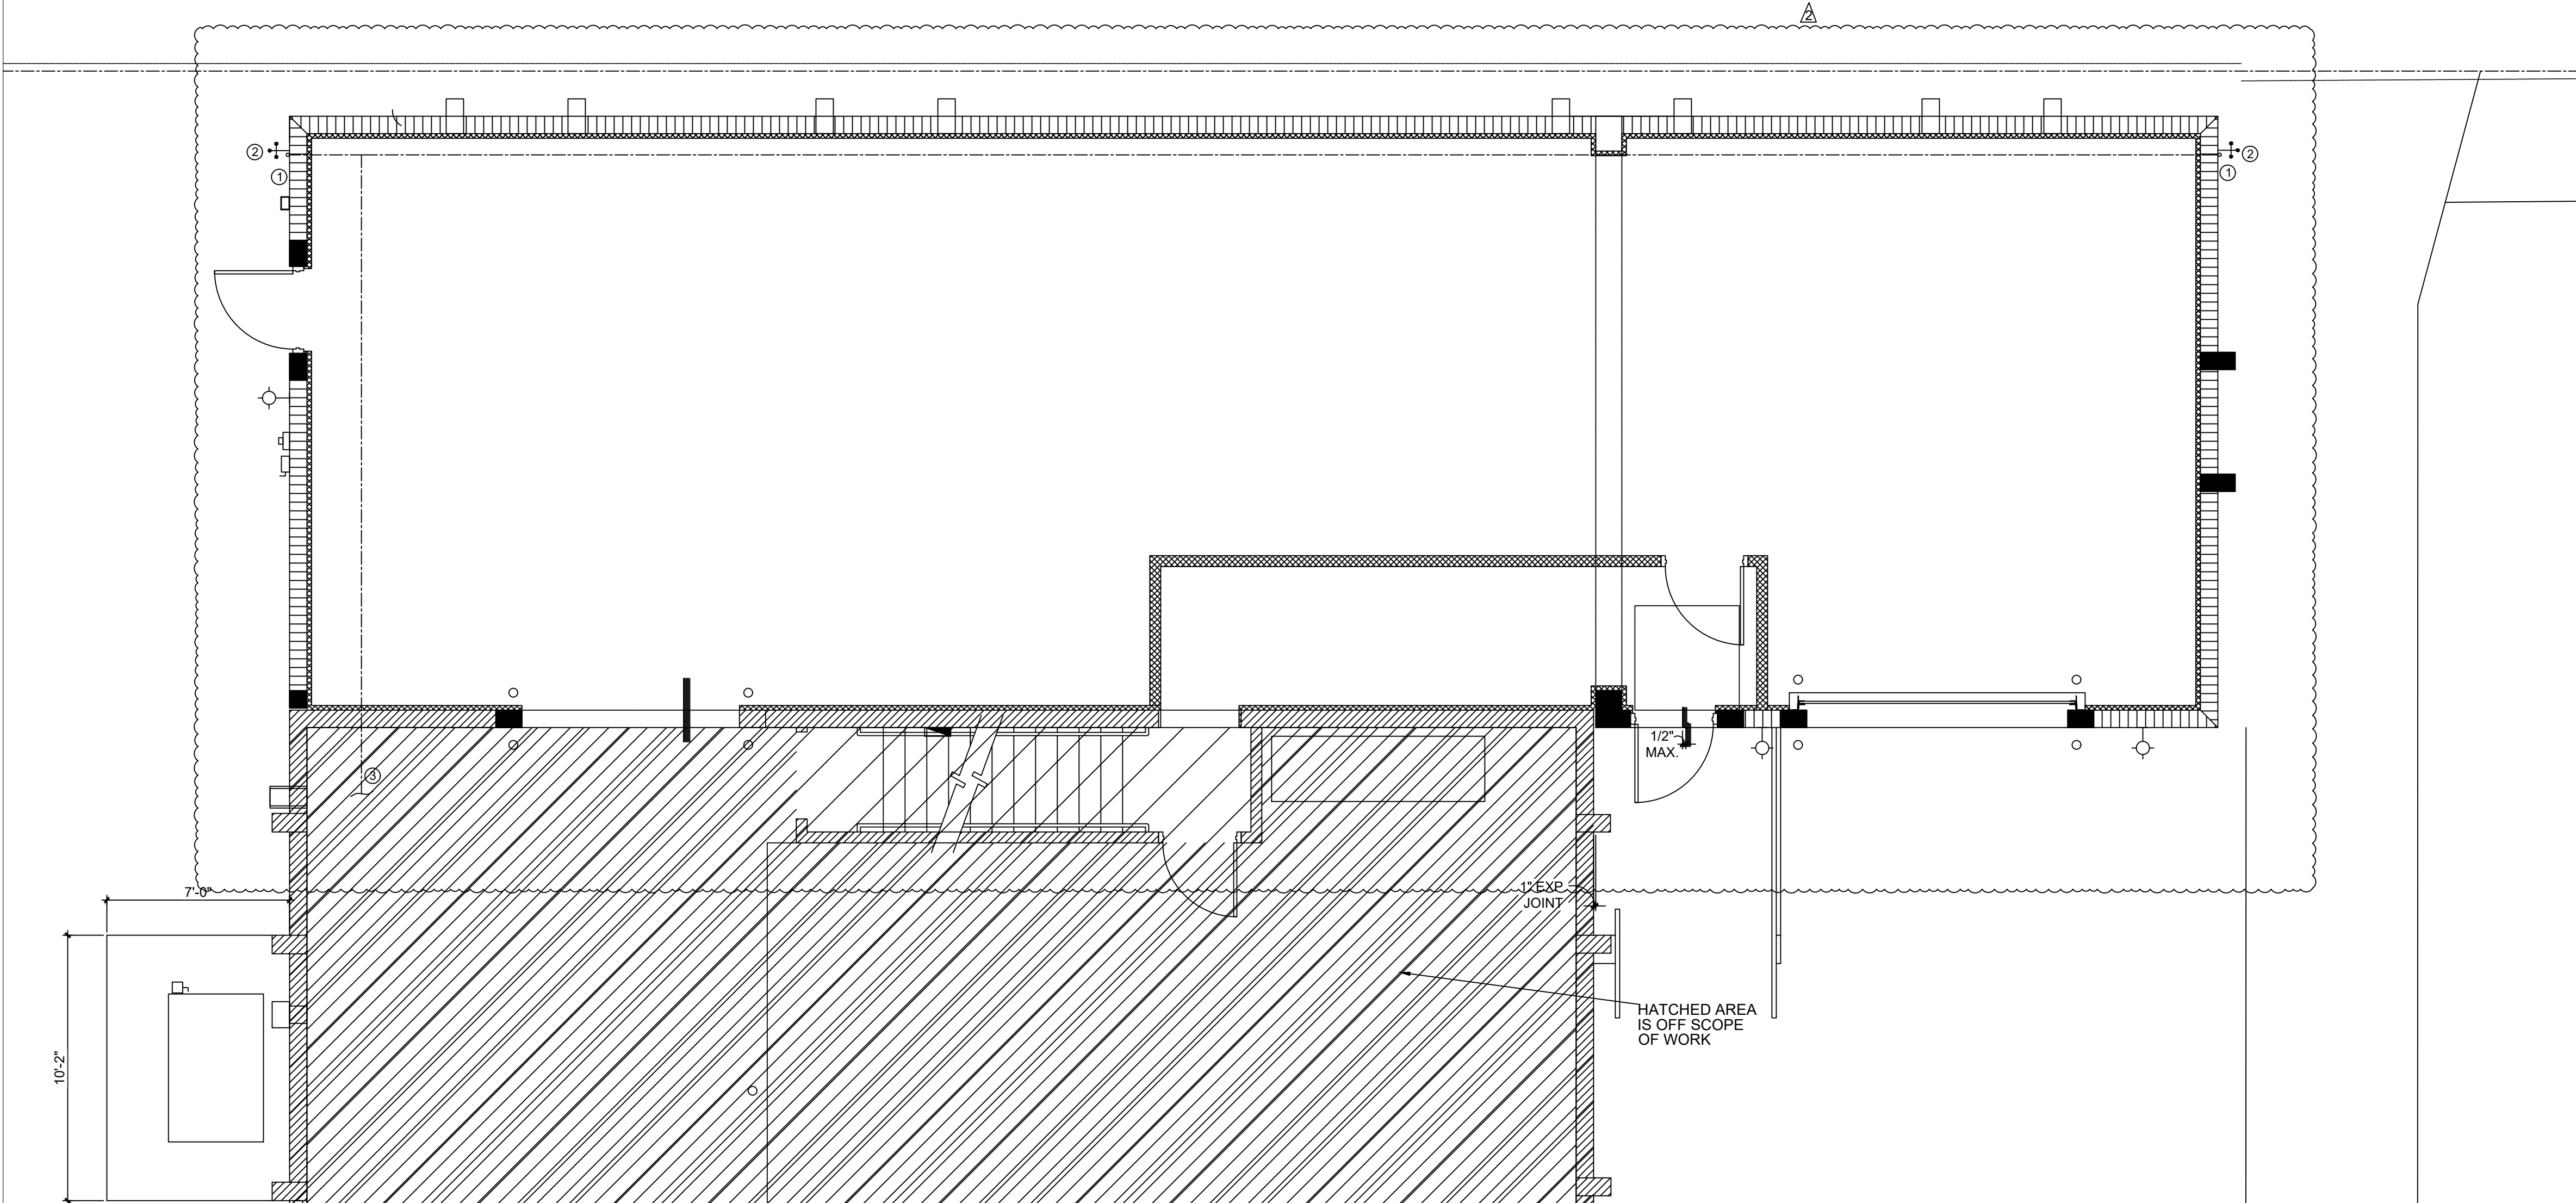 2
2
2
1
1
1/2"
MAX.
3
7'-0"
1" EXP
JOINT
HATCHED AREA
IS OFF SCOPE
OF WORK
10'-2"